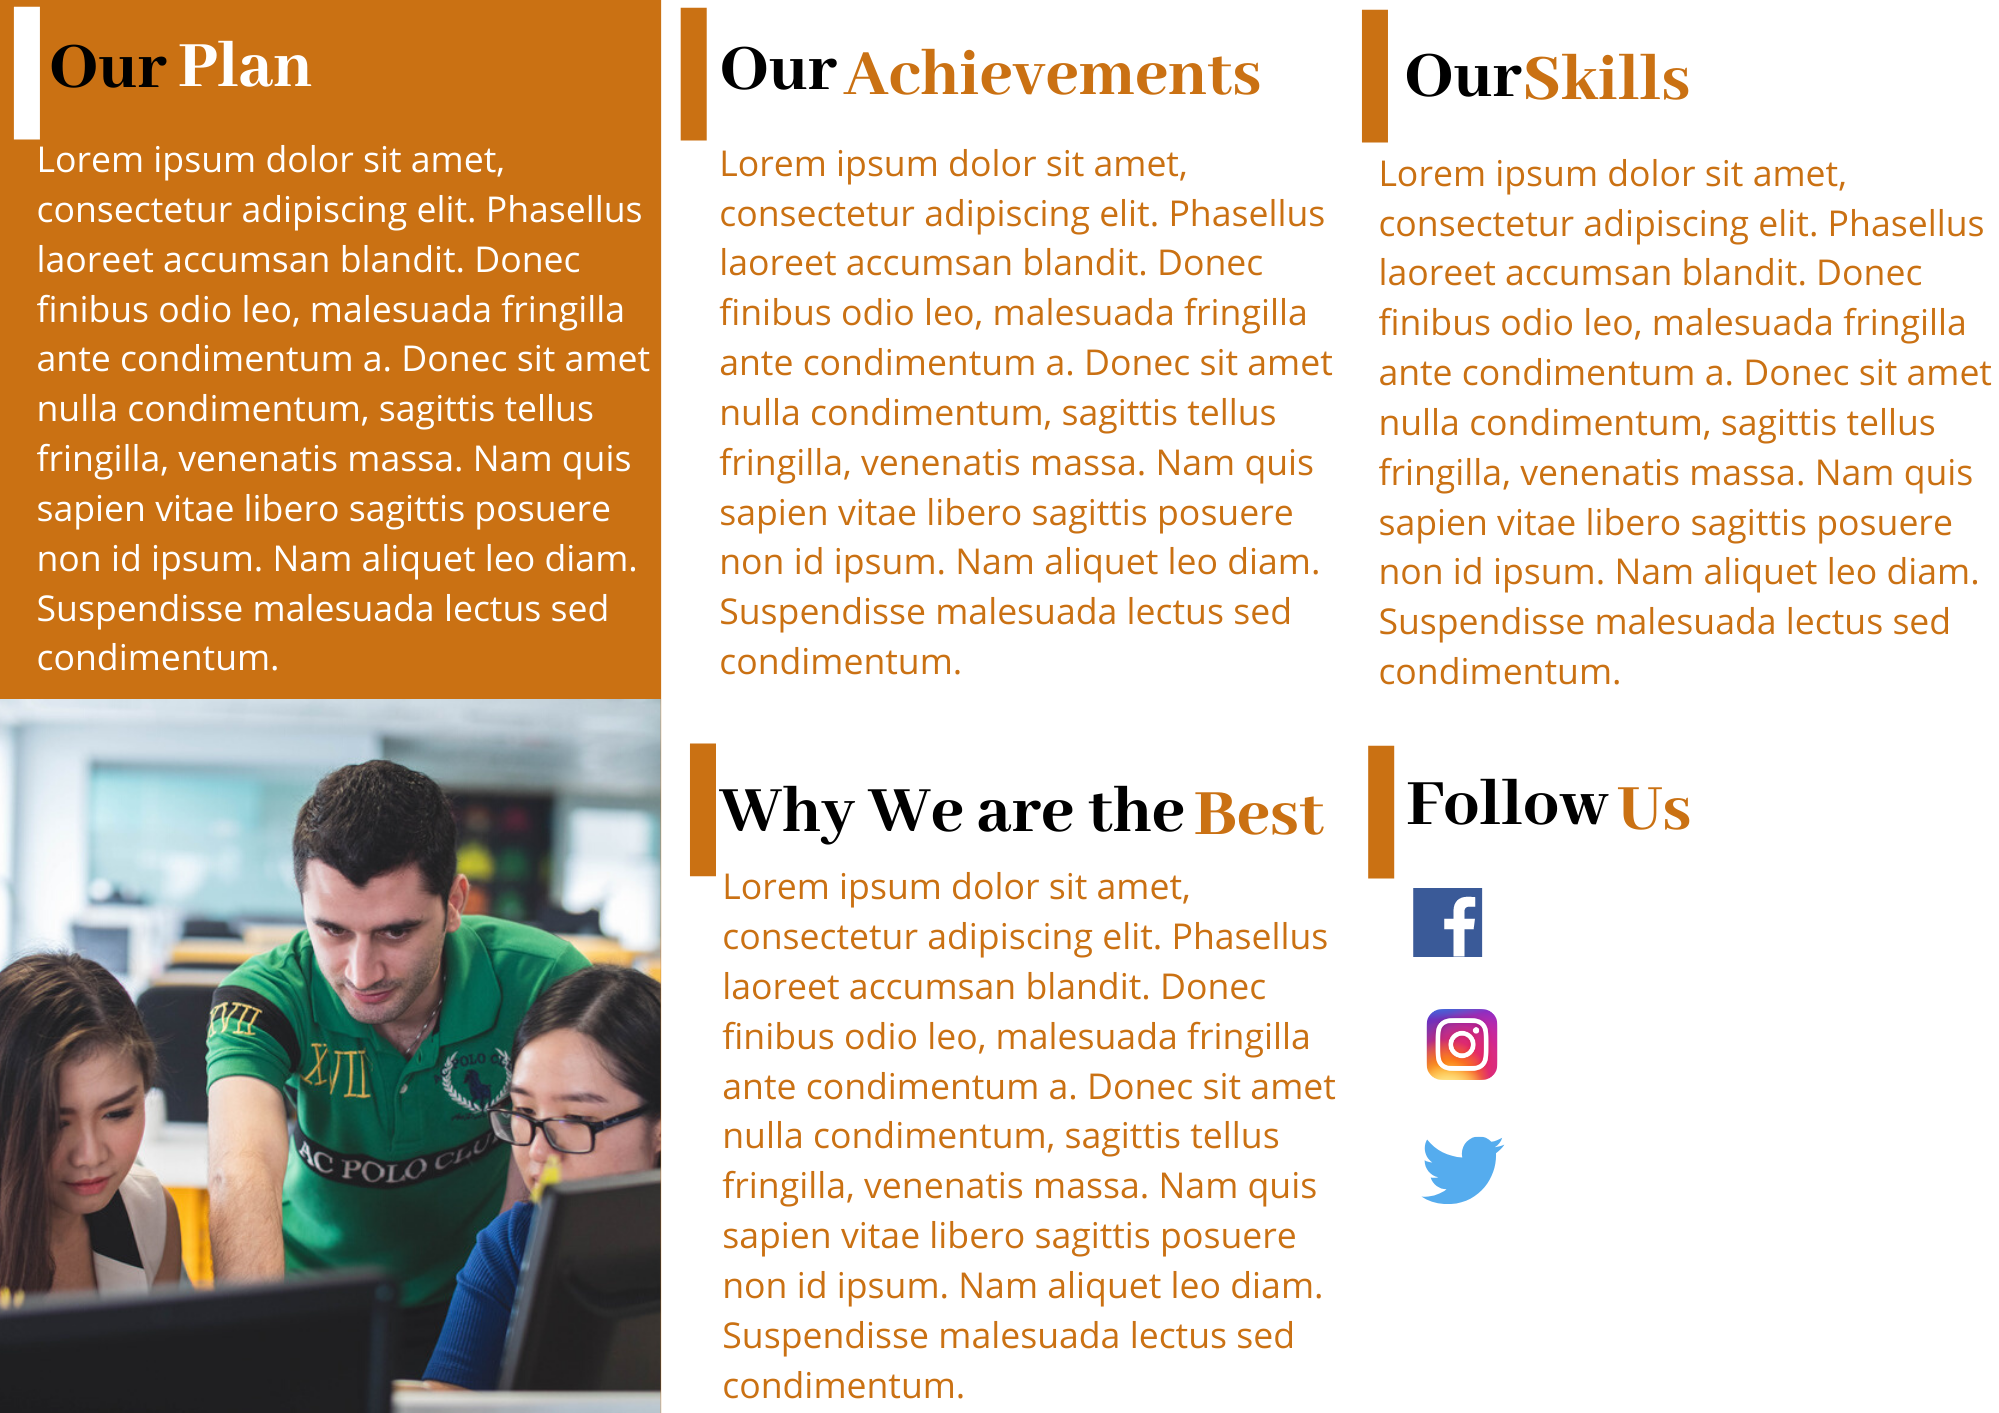 Our Plan
Lorem ipsum dolor sit amet,
consectetur adipiscing elit. Phasellus
laoreet accumsan blandit. Donec
finibus odio leo, malesuada fringilla
ante condimentum a. Donec sit amet
nulla condimentum, sagittis tellus
fringilla, venenatis massa. Nam quis
sapien vitae libero sagittis posuere
non id ipsum. Nam aliquet leo diam.
Suspendisse malesuada lectus sed
condimentum.
XVII
XVII
POLO
AC POLO CLU
Our Achievements
Lorem ipsum dolor sit amet,
consectetur adipiscing elit. Phasellus
laoreet accumsan blandit. Donec
finibus odio leo, malesuada fringilla
ante condimentum a. Donec sit amet
nulla condimentum, sagittis tellus
fringilla, venenatis massa. Nam quis
sapien vitae libero sagittis posuere
non id ipsum. Nam aliquet leo diam.
Suspendisse malesuada lectus sed
condimentum.
Why We are the Best
Lorem ipsum dolor sit amet,
consectetur adipiscing elit. Phasellus
laoreet accumsan blandit. Donec
finibus odio leo, malesuada fringilla
ante condimentum a. Donec sit amet
nulla condimentum, sagittis tellus
fringilla, venenatis massa. Nam quis
sapien vitae libero sagittis posuere
non id ipsum. Nam aliquet leo diam.
Suspendisse malesuada lectus sed
condimentum.
Our Skills
Lorem ipsum dolor sit amet,
consectetur adipiscing elit. Phasellus
laoreet accumsan blandit. Donec
finibus odio leo, malesuada fringilla
ante condimentum a. Donec sit amet
nulla condimentum, sagittis tellus
fringilla, venenatis massa. Nam quis
sapien vitae libero sagittis posuere
non id ipsum. Nam aliquet leo diam.
Suspendisse malesuada lectus sed
condimentum.
Follow Us
f